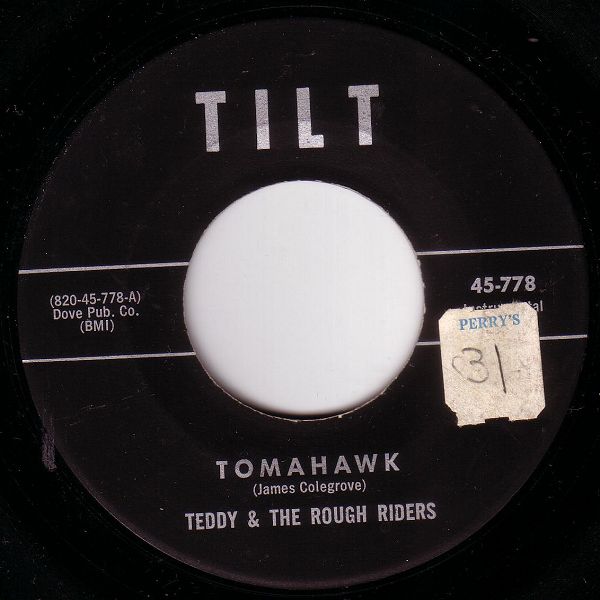 TILT
(820-45-778-A)
Dove Pub. Co.
(BMI)
45-778
PERRY'S
31
TOMAHAWK
(James Colegrove)
TEDDY & THE ROUGH RIDERS